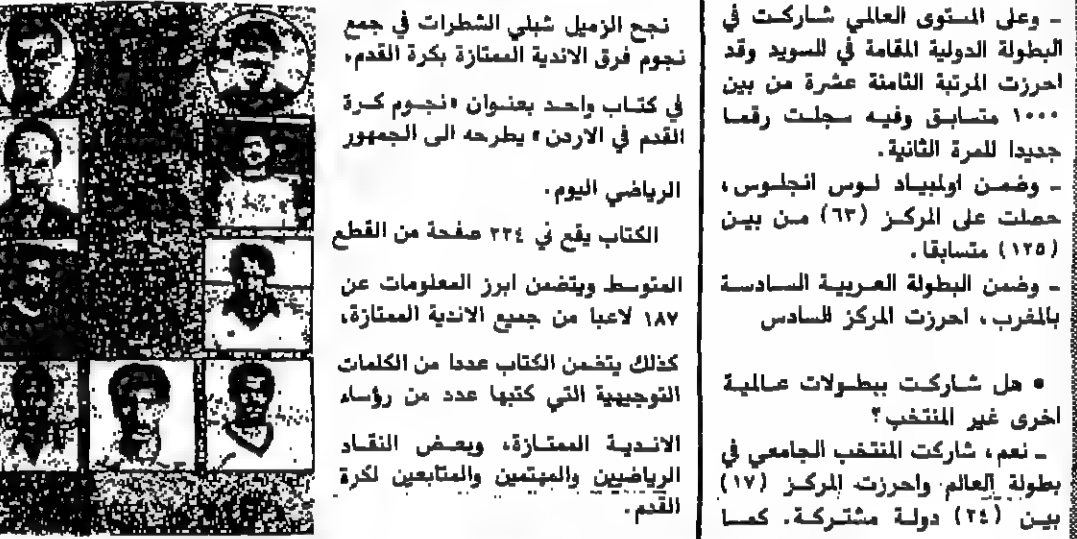 ـ وعلى المستوى العالمي شاركت في
البطولة الدولية المقامة في السويد وقد
احرزت المرتبة الثامنة عشرة من بين
١٠٠٠ متسابق وفيه سجلت رقما
جديدا للمرة الثانية.
ـ وضمن اولمبياد لوس انجلوس،
حصلت على المركز (٦٣) من بين
(١٢٥) متسابقا.
ـ وضمن البطولة العربية السادسة
بالمغرب، احرزت المركز السادس
• هل شاركت ببطولات عالمية
اخرى غير المنتخب؟
ـ نعم، شاركت المنتخب الجامعي في
بطولة العالم واحرزت المركز (١٧)
بين (٢٤) دولة مشتركة. كما
نجح الزميل شبلي الشطرات في جمع
نجوم فرق الاندية الممتازة بكرة القدم،
في كتاب واحد بعنوان «نجوم كرة
القدم في الاردن» يطرحه الى الجمهور
الرياضي اليوم.
الكتاب يقع في ٢٢٤ صفحة من القطع
المتوسط ويتضمن ابرز المعلومات عن
١٨٧ لاعبا من جميع الاندية الممتازة،
كذلك يتضمن الكتاب عددا من الكلمات
التوجيهية التي كتبها عدد من رؤساء
الاندية الممتازة، وبعض النقاد
الرياضيين والمهتمين والمتابعين لكرة
القدم.